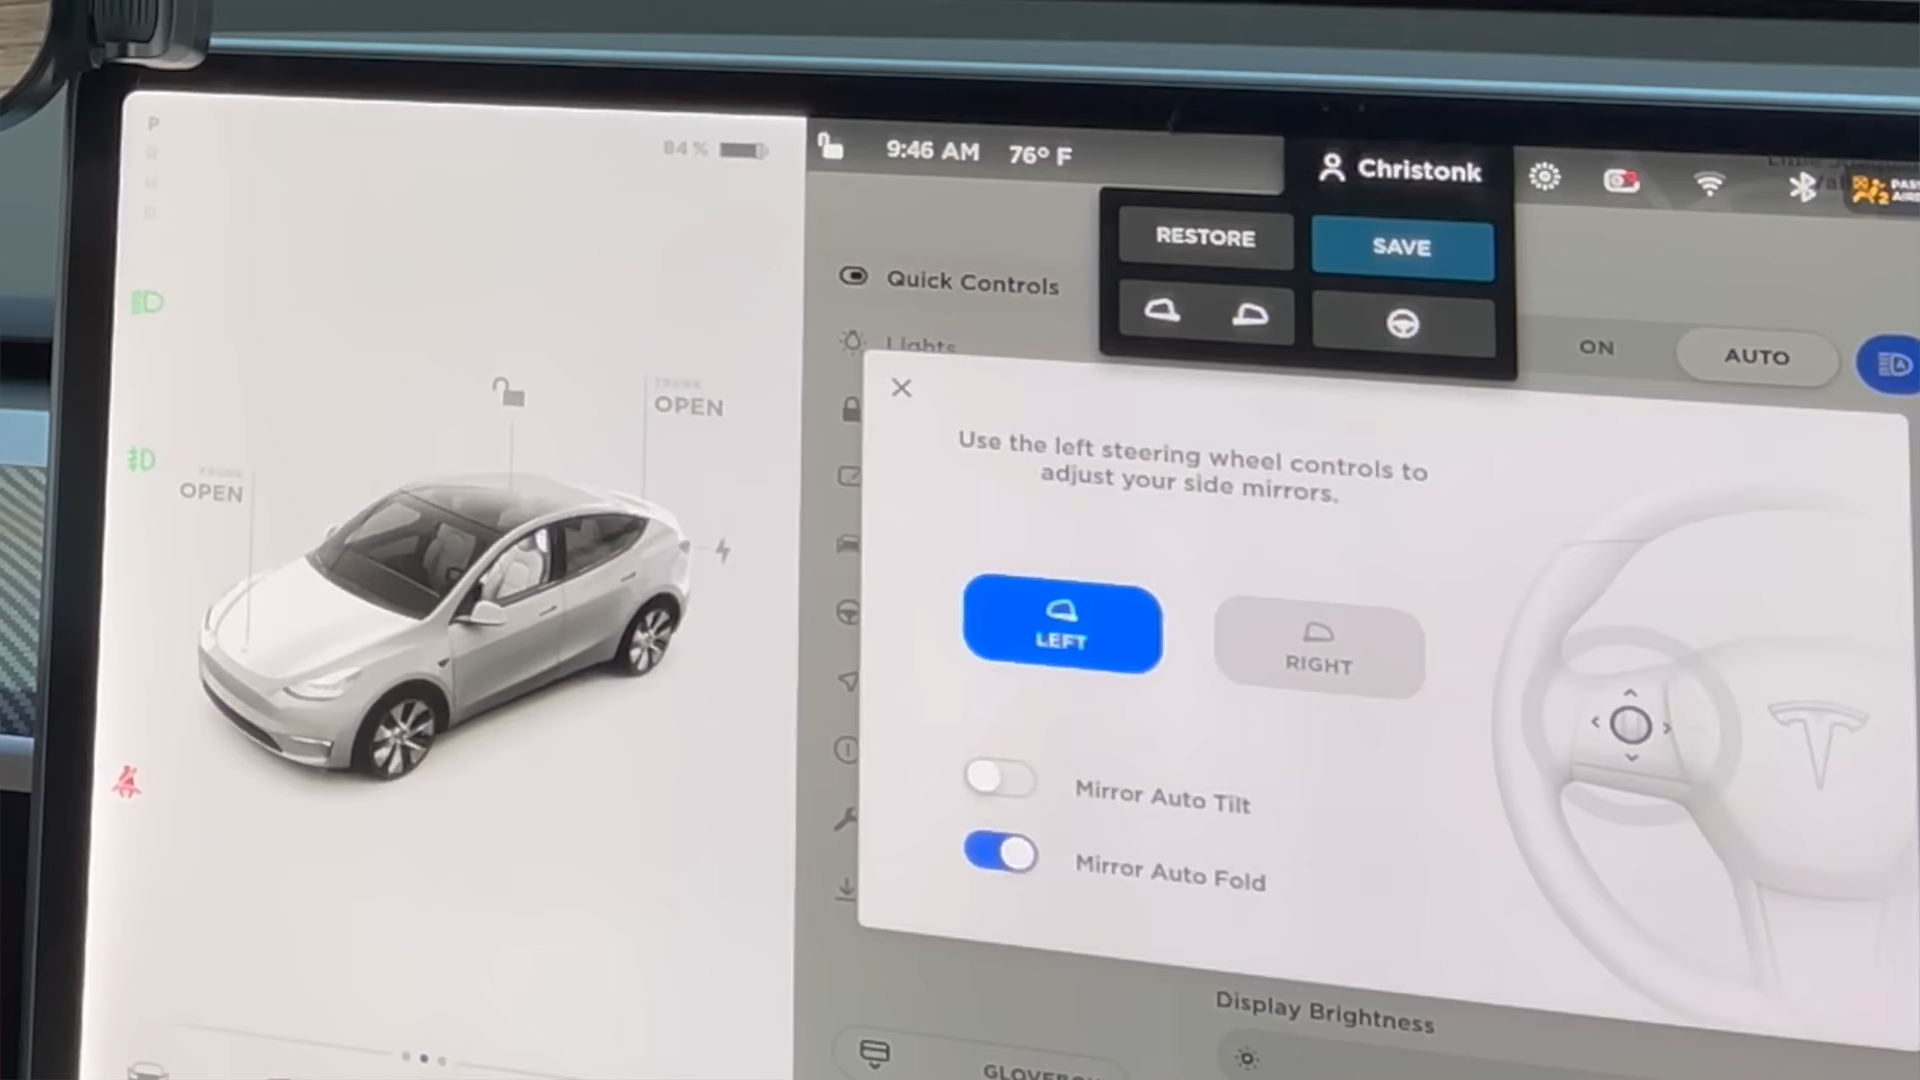 P
R
N
D
84%
9:46 AM
76° F
Christonk
RESTORE
SAVE
Quick Controls
Lights
ON
AUTO
OPEN
OPEN
Use the left steering wheel controls to
adjust your side mirrors.
LEFT
RIGHT
Mirror Auto Tilt
Mirror Auto Fold
Display Brightness